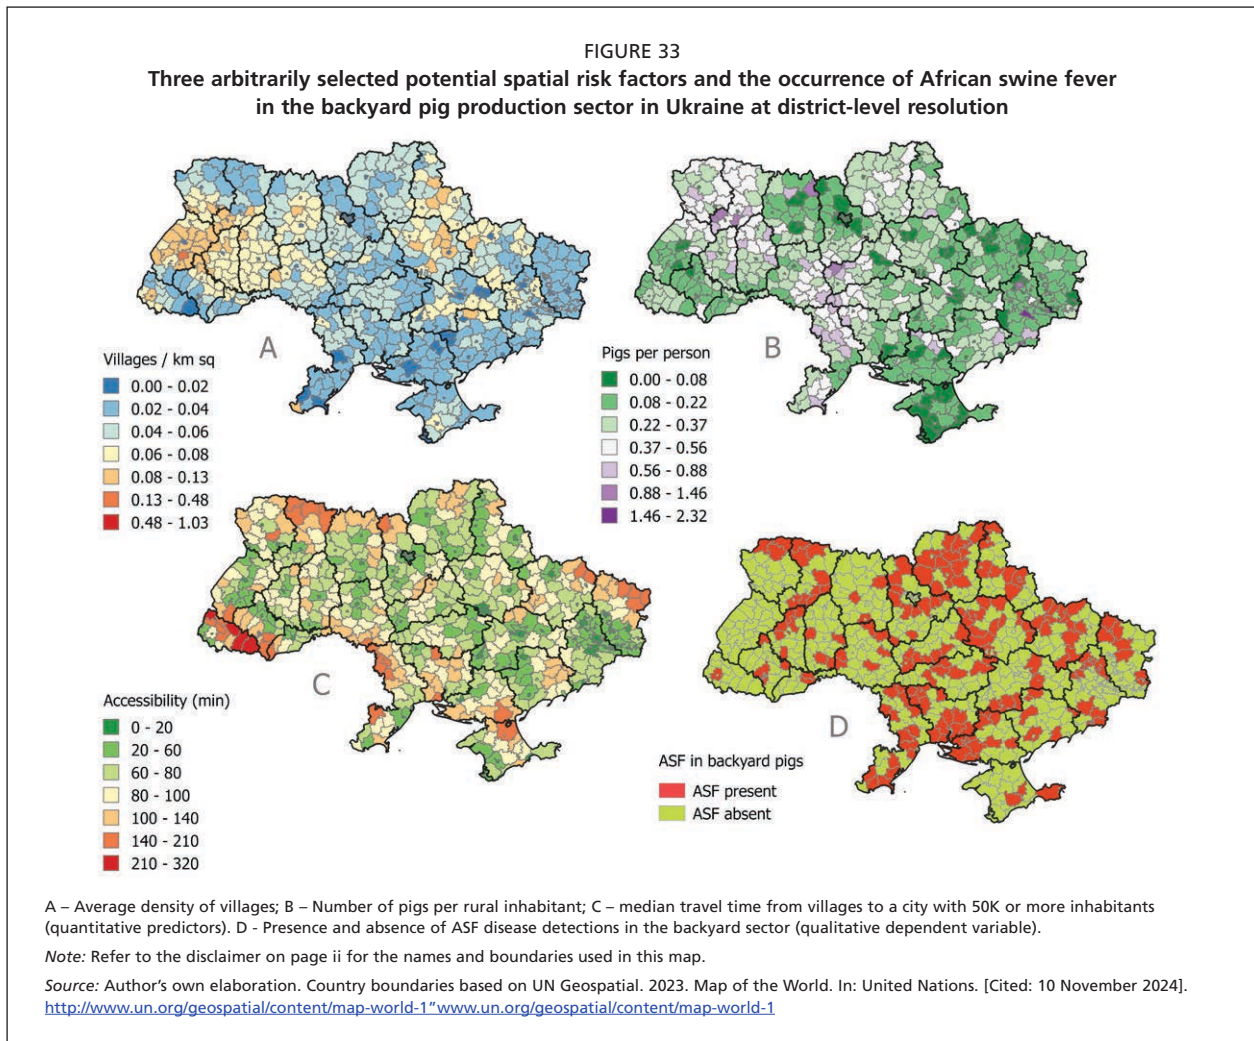 FIGURE 33
Three arbitrarily selected potential spatial risk factors and the occurrence of African swine fever
in the backyard pig production sector in Ukraine at district-level resolution
A
Villages / km sq
0.00 - 0.02
0.02 - 0.04
0.04 - 0.06
0.06 - 0.08
0.08 - 0.13
0.13 - 0.48
0.48 - 1.03
B
Pigs per person
0.00 - 0.08
0.08 - 0.22
0.22 - 0.37
0.37 - 0.56
0.56 - 0.88
0.88 - 1.46
1.46 - 2.32
C
Accessibility (min)
0 - 20
20 - 60
60 - 80
80 - 100
100 - 140
140 - 210
210 - 320
D
ASF in backyard pigs
ASF present
ASF absent
A – Average density of villages; B – Number of pigs per rural inhabitant; C – median travel time from villages to a city with 50K or more inhabitants
(quantitative predictors). D - Presence and absence of ASF disease detections in the backyard sector (qualitative dependent variable).
Note: Refer to the disclaimer on page ii for the names and boundaries used in this map.
Source: Author's own elaboration. Country boundaries based on UN Geospatial. 2023. Map of the World. In: United Nations. [Cited: 10 November 2024].
http://www.un.org/geospatial/content/map-world-1"www.un.org/geospatial/content/map-world-1